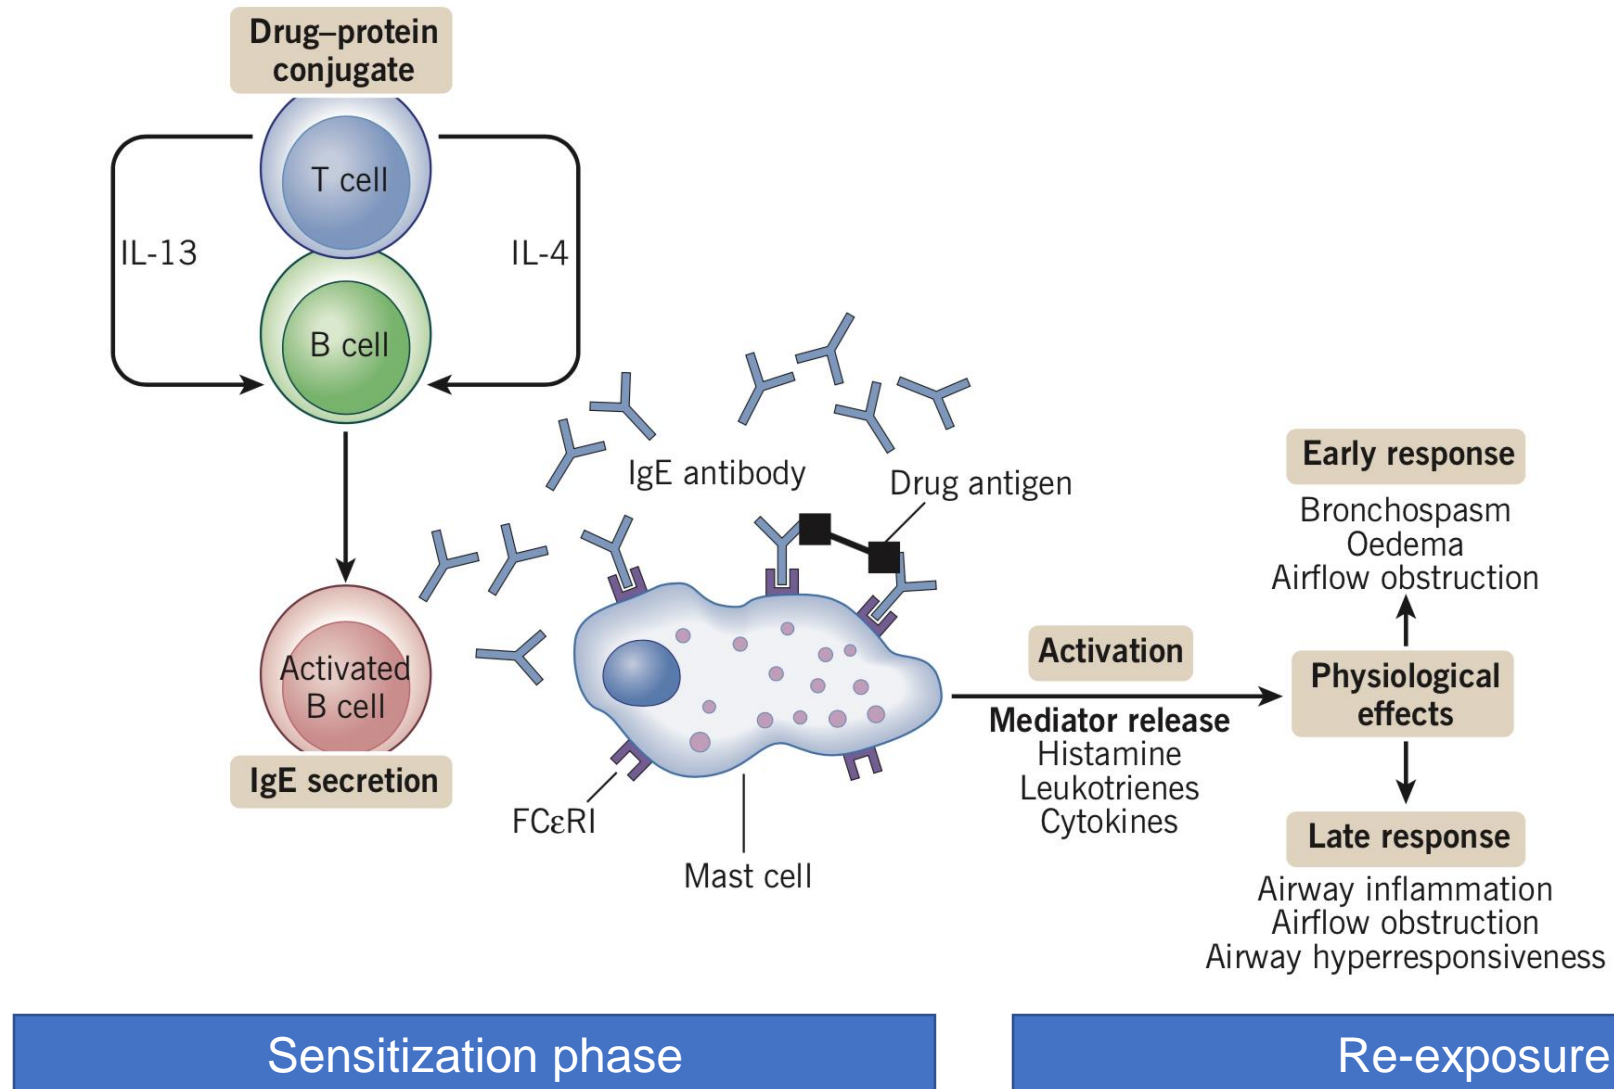 Drug–protein
conjugate
T cell
IL-13
IL-4
B cell
IgE antibody
Drug antigen
Early response
Bronchospasm
Oedema
Airflow obstruction
Activated
B cell
IgE secretion
FCεRI
Mast cell
Activation
Mediator release
Histamine
Leukotrienes
Cytokines
Physiological
effects
Late response
Airway inflammation
Airflow obstruction
Airway hyperresponsiveness
Sensitization phase
Re-exposure